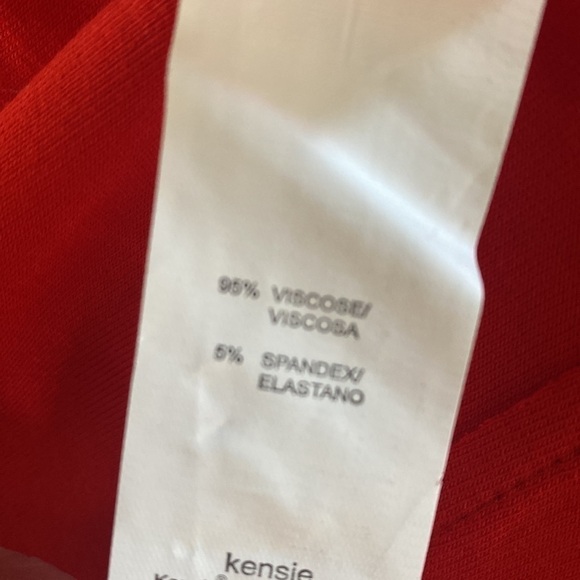 95% VISCOSE/
VISCOSA
5% SPANDEX/
ELASTANO
kensie